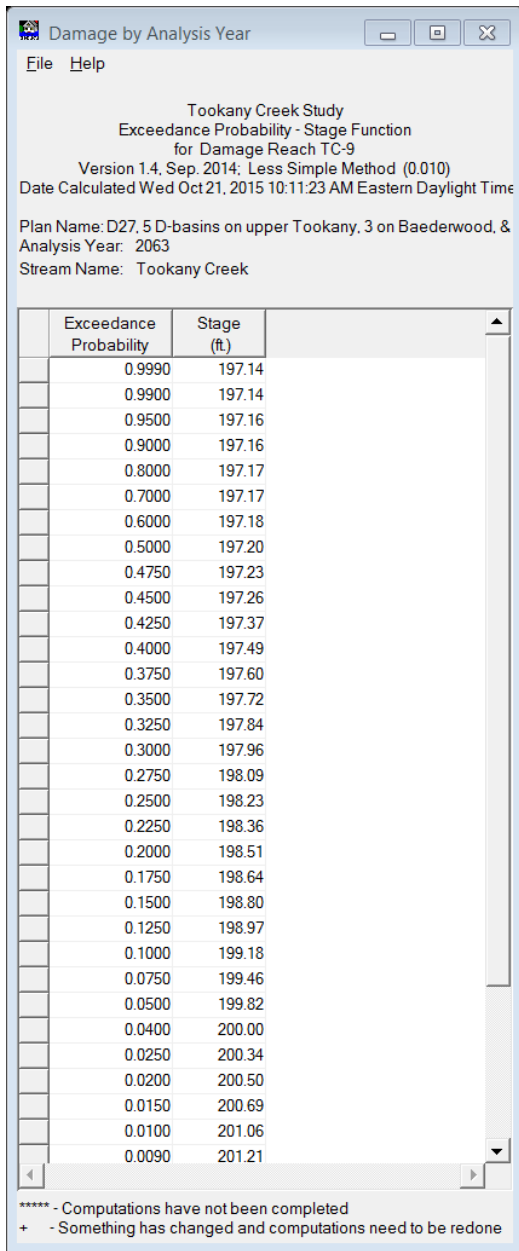 Damage by Analysis Year
File Help
Tookany Creek Study
Exceedance Probability - Stage Function
for Damage Reach TC-9
Version 1.4, Sep. 2014; Less Simple Method (0.010)
Date Calculated Wed Oct 21, 2015 10:11:23 AM Eastern Daylight Time
Plan Name: D27, 5 D-basins on upper Tookany, 3 on Baederwood, &
Analysis Year: 2063
Stream Name: Tookany Creek
Exceedance Stage
Probability (ft.)
0.9990 197.14
0.9900 197.14
0.9500 197.16
0.9000 197.16
0.8000 197.17
0.7000 197.17
0.6000 197.18
0.5000 197.20
0.4750 197.23
0.4500 197.26
0.4250 197.37
0.4000 197.49
0.3750 197.60
0.3500 197.72
0.3250 197.84
0.3000 197.96
0.2750 198.09
0.2500 198.23
0.2250 198.36
0.2000 198.51
0.1750 198.64
0.1500 198.80
0.1250 198.97
0.1000 199.18
0.0750 199.46
0.0500 199.82
0.0400 200.00
0.0250 200.34
0.0200 200.50
0.0150 200.69
0.0100 201.06
0.0090 201.21
***** - Computations have not been completed
+ - Something has changed and computations need to be redone